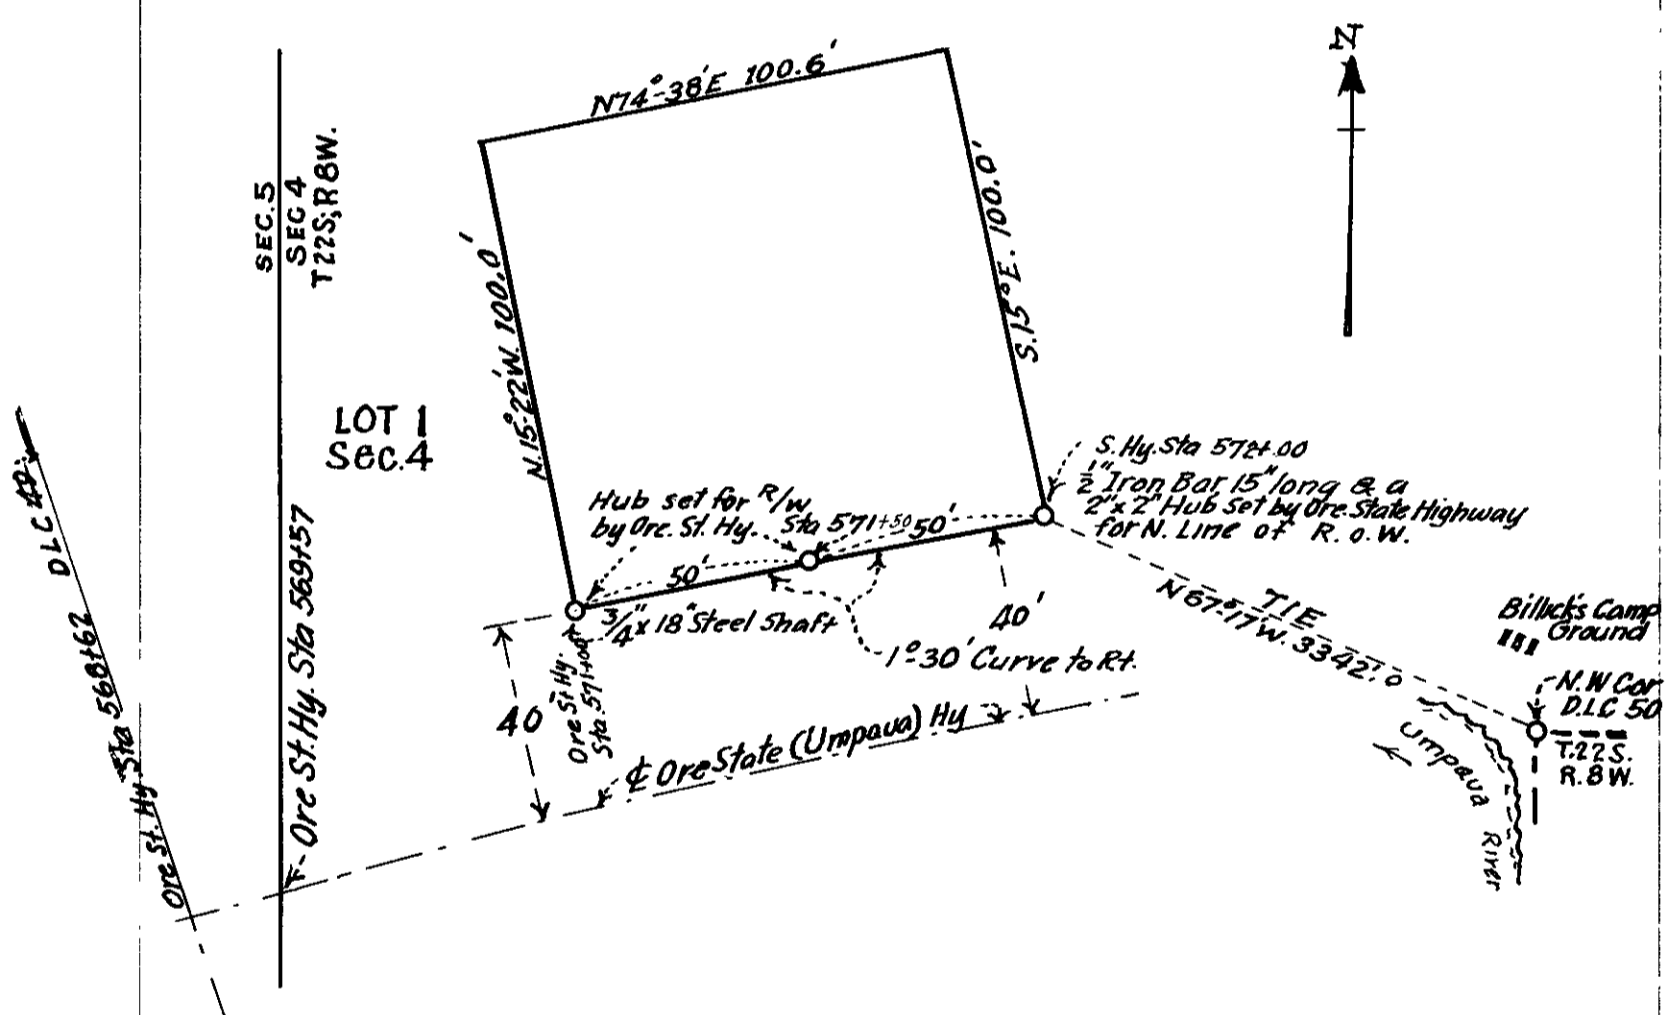 N
N74°-38'E 100.6'
SEC. 5
SEC 4
T22S;R8W.
N.15°-22'W. 100.0'
S.15°E. 100.0'
LOT 1
Sec.4
DLC
Ore St. Hy. Sta 568+62
Ore St. Hy. Sta 569+57
S. Hy. Sta 572+00
1/2" Iron Bar 15" long & a
2" x 2" Hub Set by Ore. State Highway
for N. Line of R. o. W.
Hub set for R/W
by Ore. St. Hy.
Sta 571+50
50'
50'
3/4" x 18" Steel Shaft
Ore St Hy.
Sta. 571+00
40'
40'
1°-30' Curve to Rt.
℄ Ore State (Umpaua) Hy
TIE
N 67°-17'W. 3342'.0
Billick's Camp
Ground
N.W Cor
D.L.C 50
T.22S.
R.8W.
Umpaua River